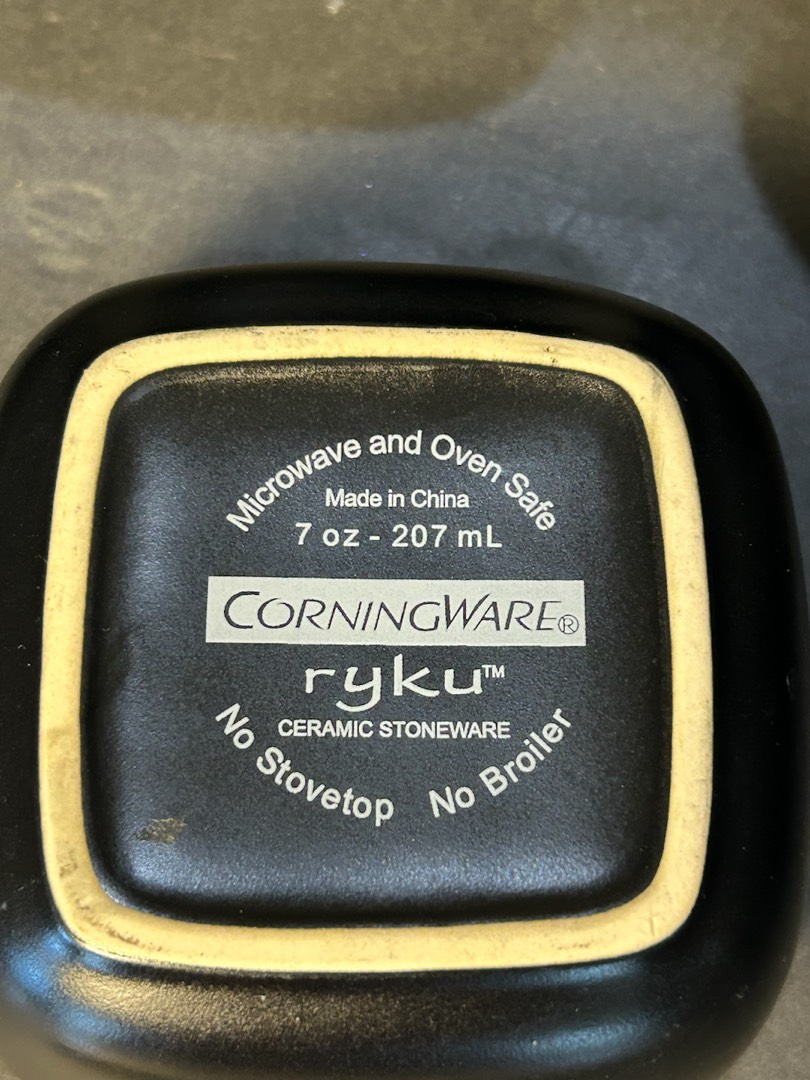 Microwave and Oven Safe
Made in China
7 oz - 207 mL
CORNINGWARE®
ryku™
CERAMIC STONEWARE
No Stovetop No Broiler